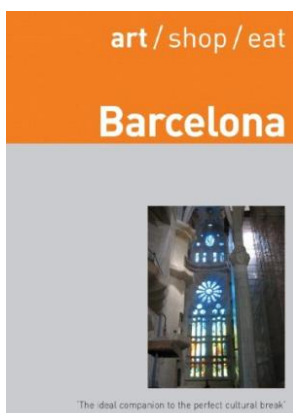 art/shop/eat
Barcelona
'The ideal companion to the perfect cultural break'